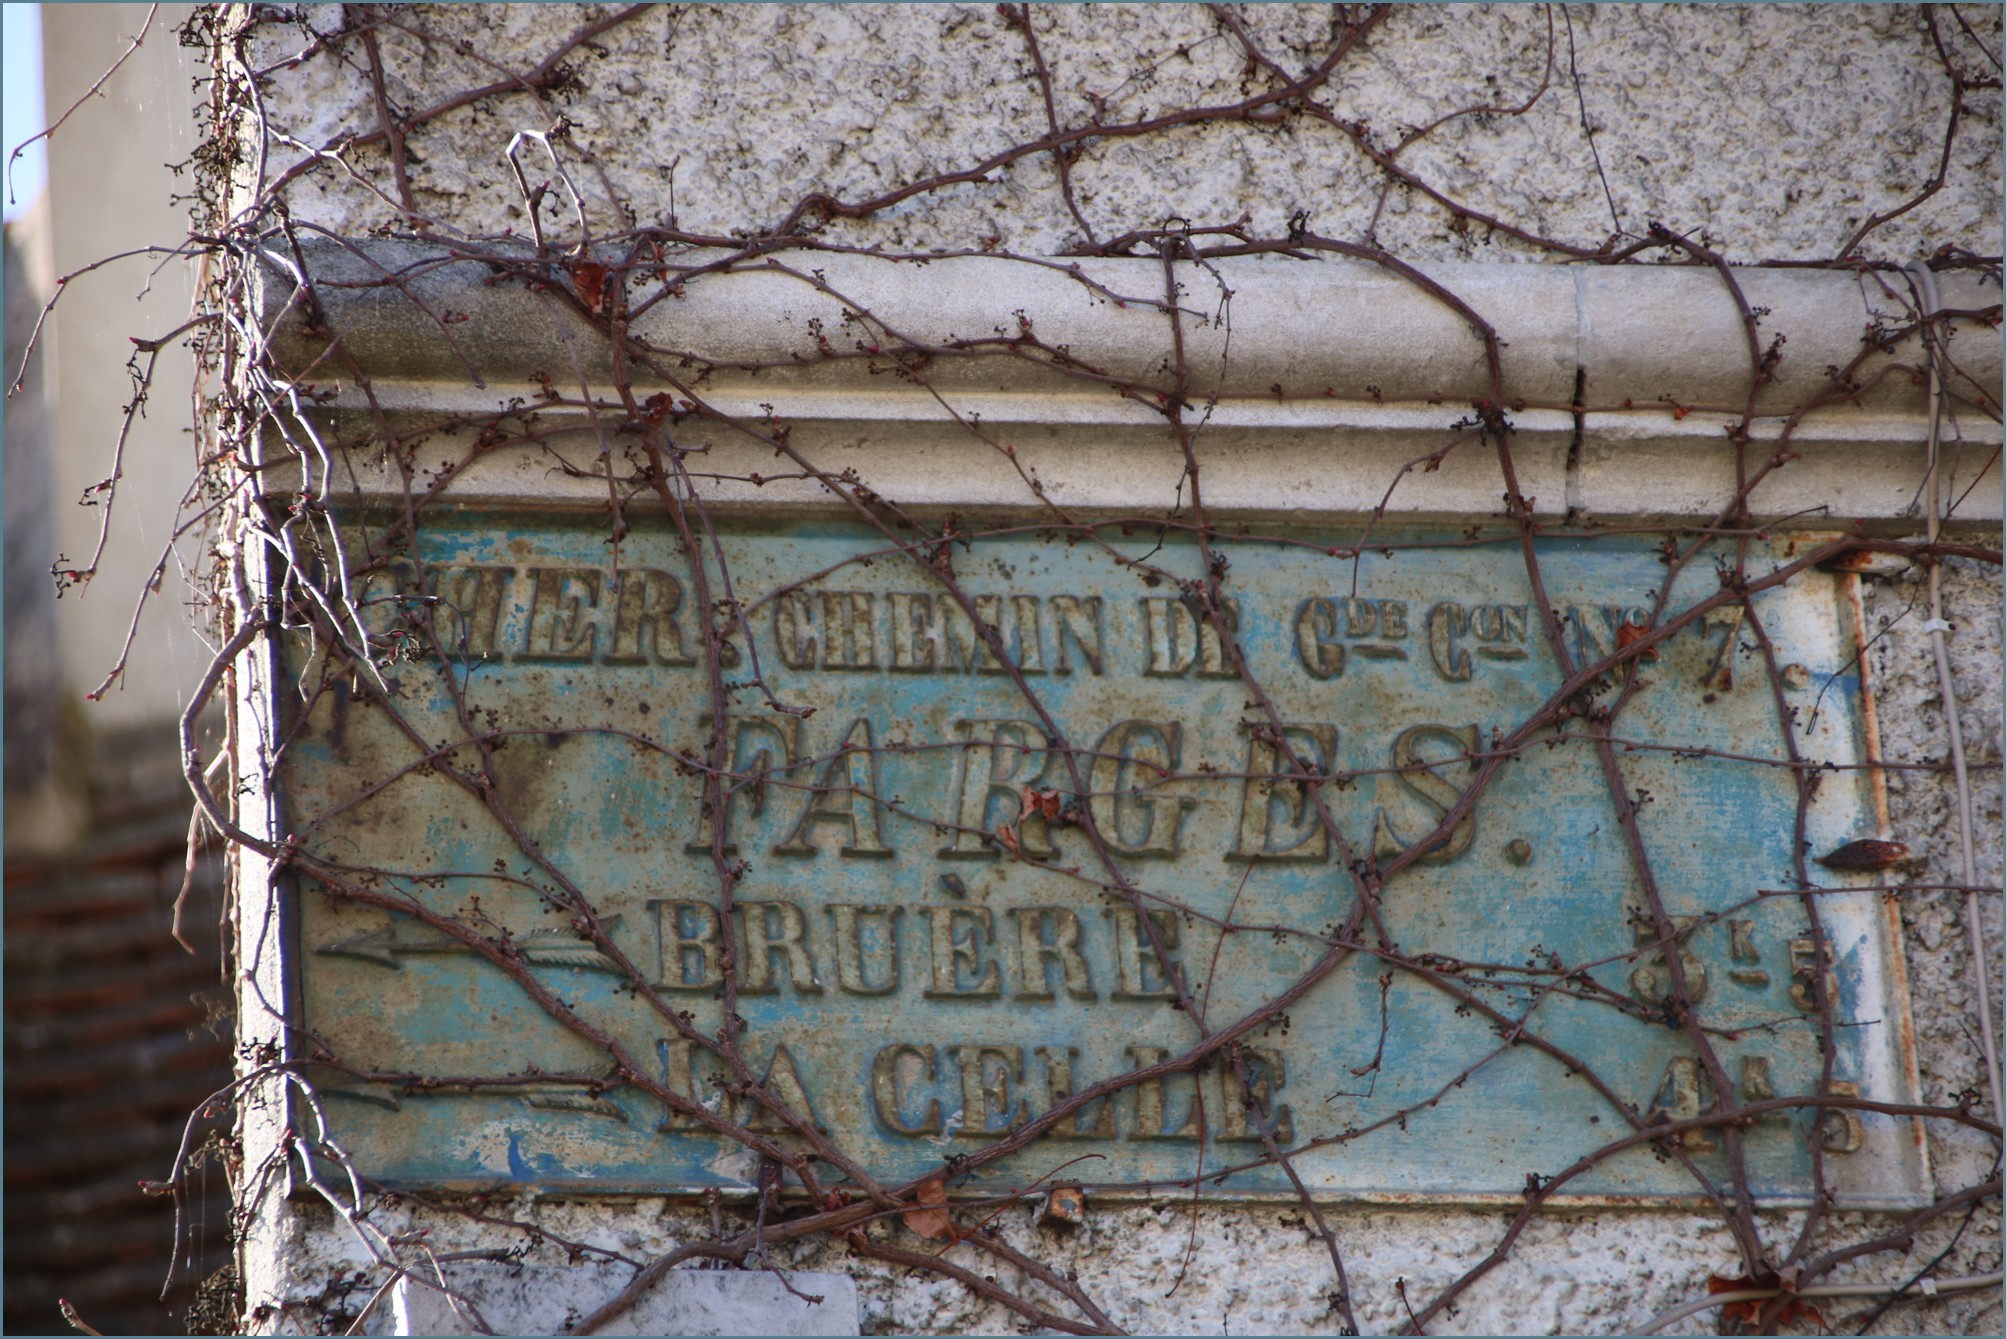 CHER. CHEMIN DE Gᴰᴱ Cᴼᴺ Nº 7.
FARGES.
BRUÈRE 3ᴷ 5
LA CELLE 4ᴷ 5